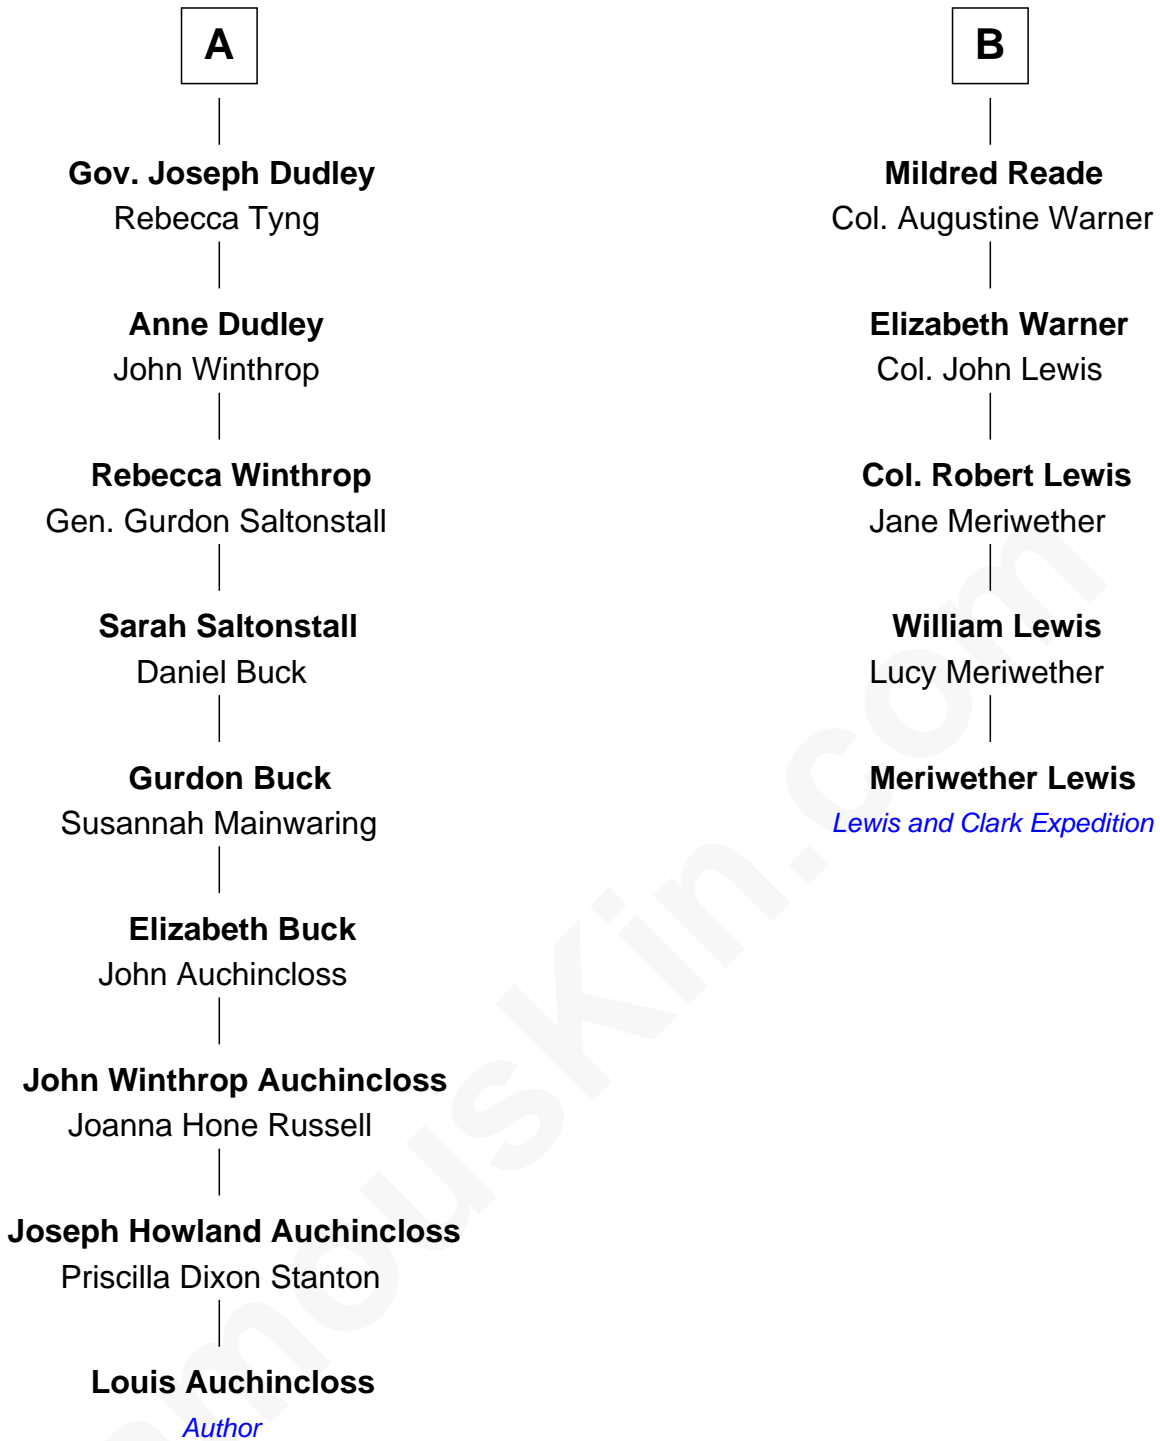 A
Gov. Joseph Dudley
Rebecca Tyng
Anne Dudley
John Winthrop
Rebecca Winthrop
Gen. Gurdon Saltonstall
Sarah Saltonstall
Daniel Buck
Gurdon Buck
Susannah Mainwaring
Elizabeth Buck
John Auchincloss
John Winthrop Auchincloss
Joanna Hone Russell
Joseph Howland Auchincloss
Priscilla Dixon Stanton
Louis Auchincloss
Author
B
Mildred Reade
Col. Augustine Warner
Elizabeth Warner
Col. John Lewis
Col. Robert Lewis
Jane Meriwether
William Lewis
Lucy Meriwether
Meriwether Lewis
Lewis and Clark Expedition
amousKin.com